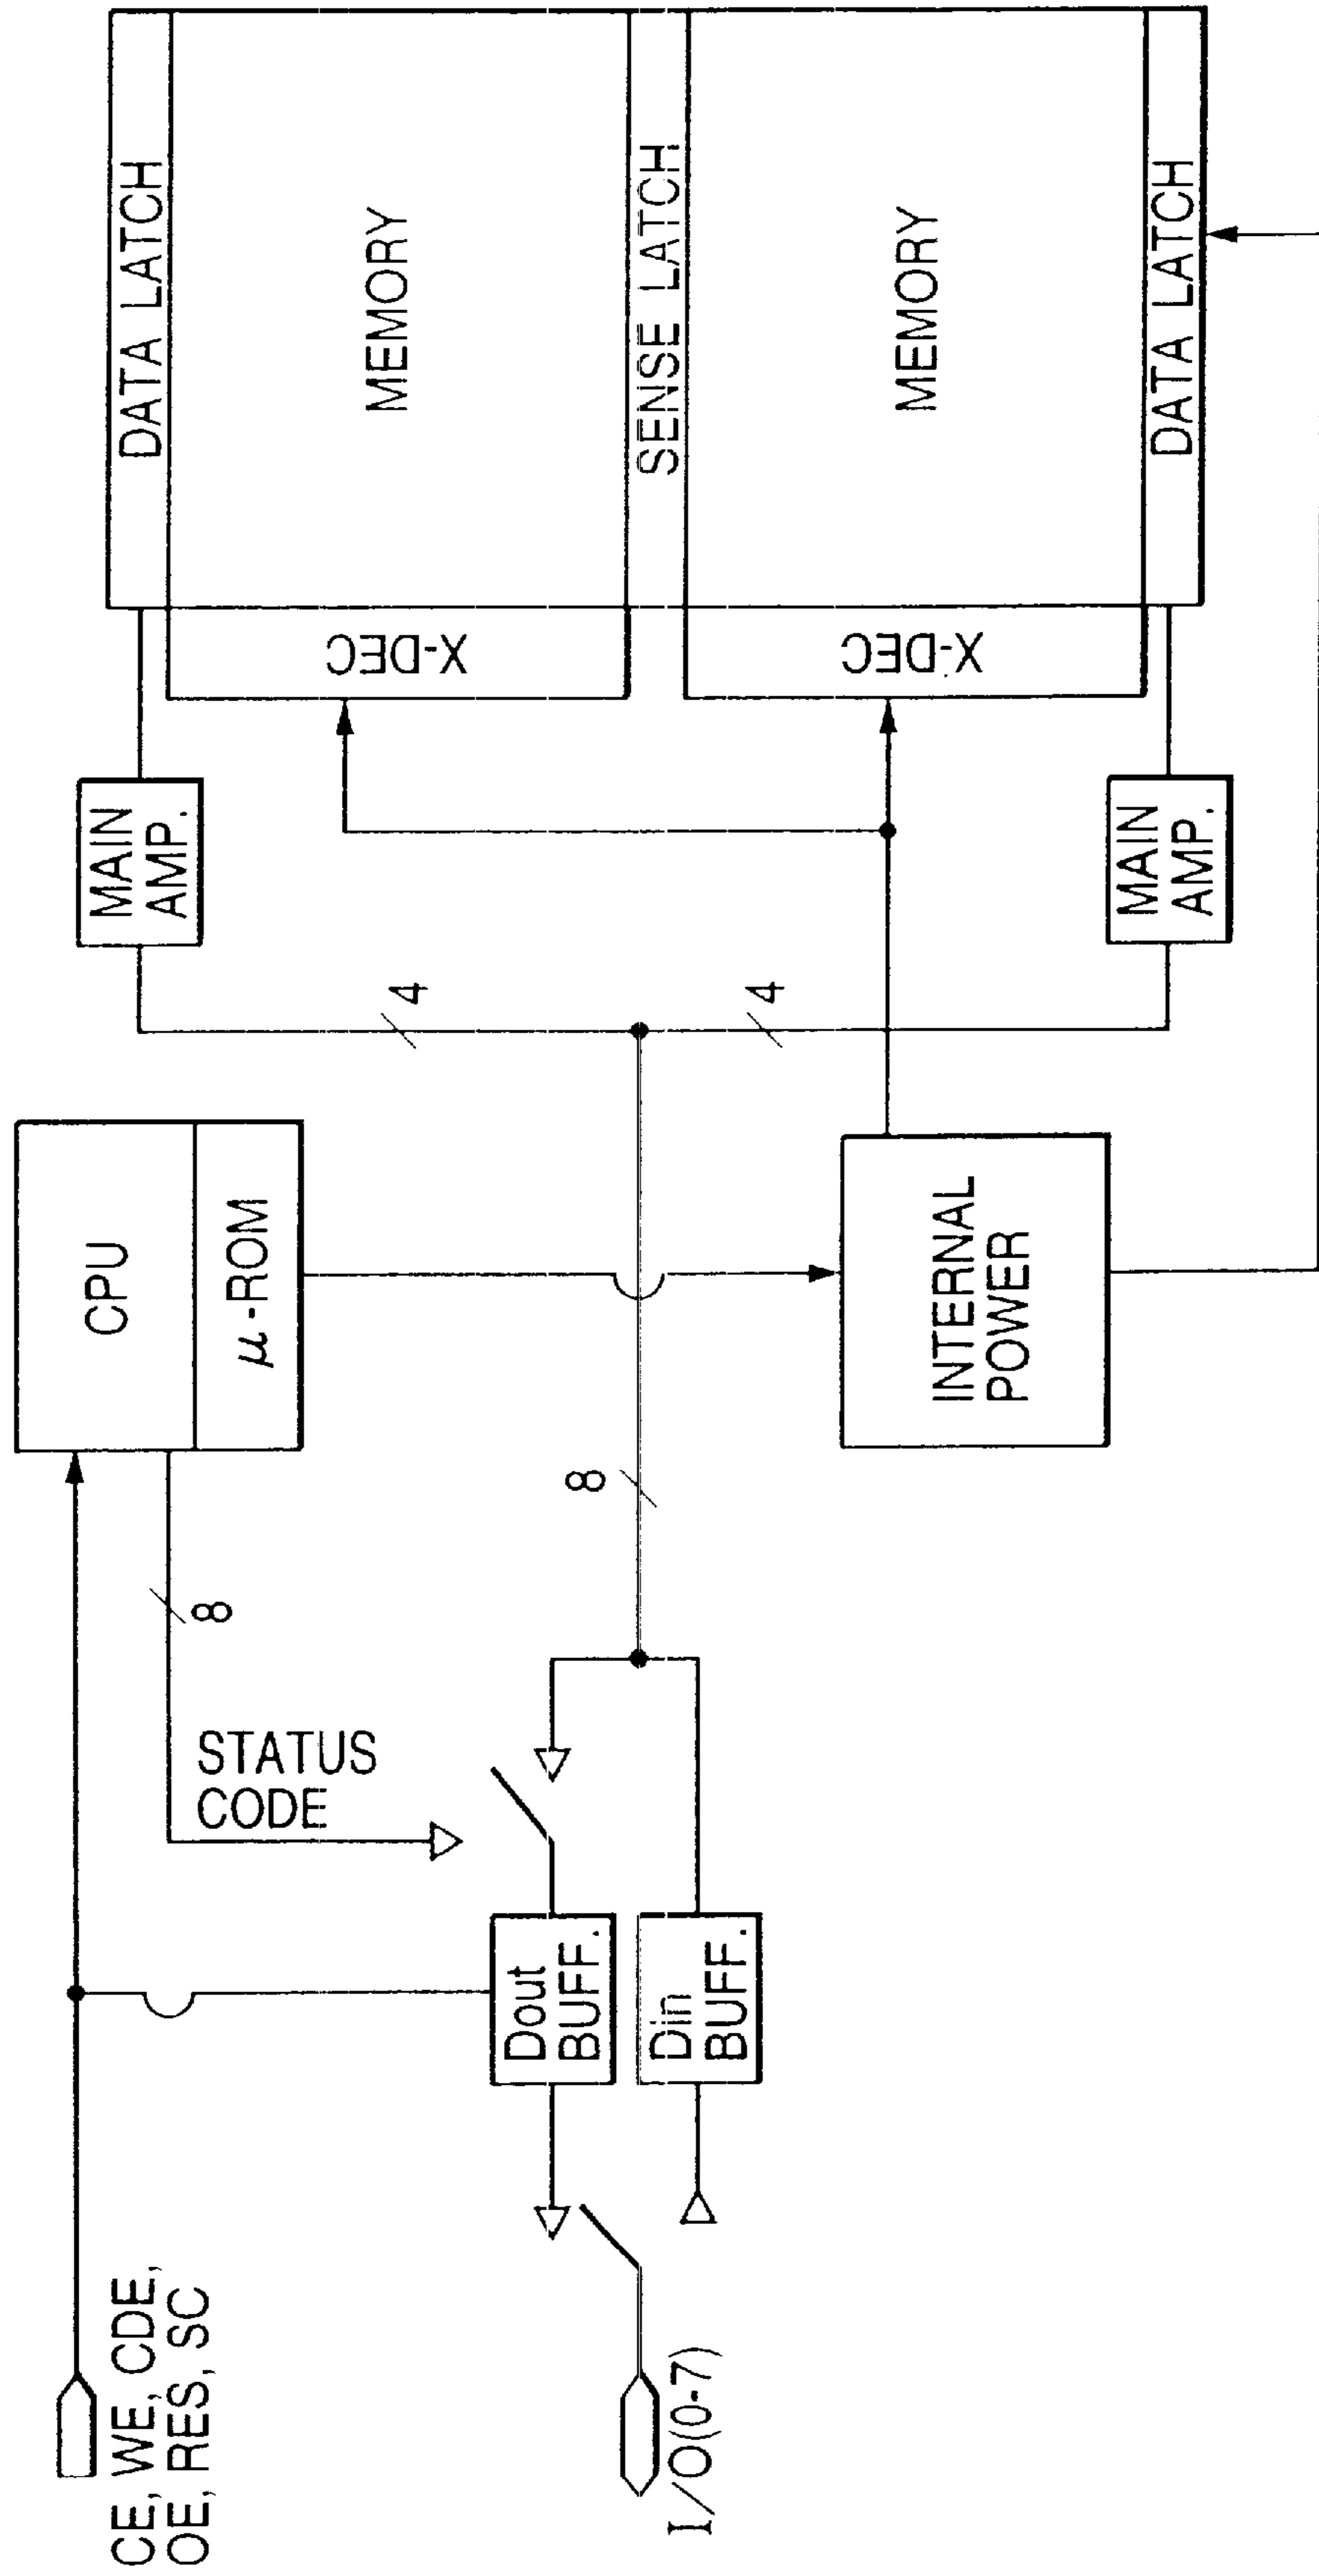 CE, WE, CDE,
OE, RES, SC
I/O(0-7)
STATUS
CODE
8
Dout
BUFF.
Din
BUFF.
8
CPU
μ-ROM
INTERNAL
POWER
4
4
MAIN
AMP.
MAIN
AMP.
X-DEC
X-DEC
DATA LATCH
MEMORY
SENSE LATCH
MEMORY
DATA LATCH